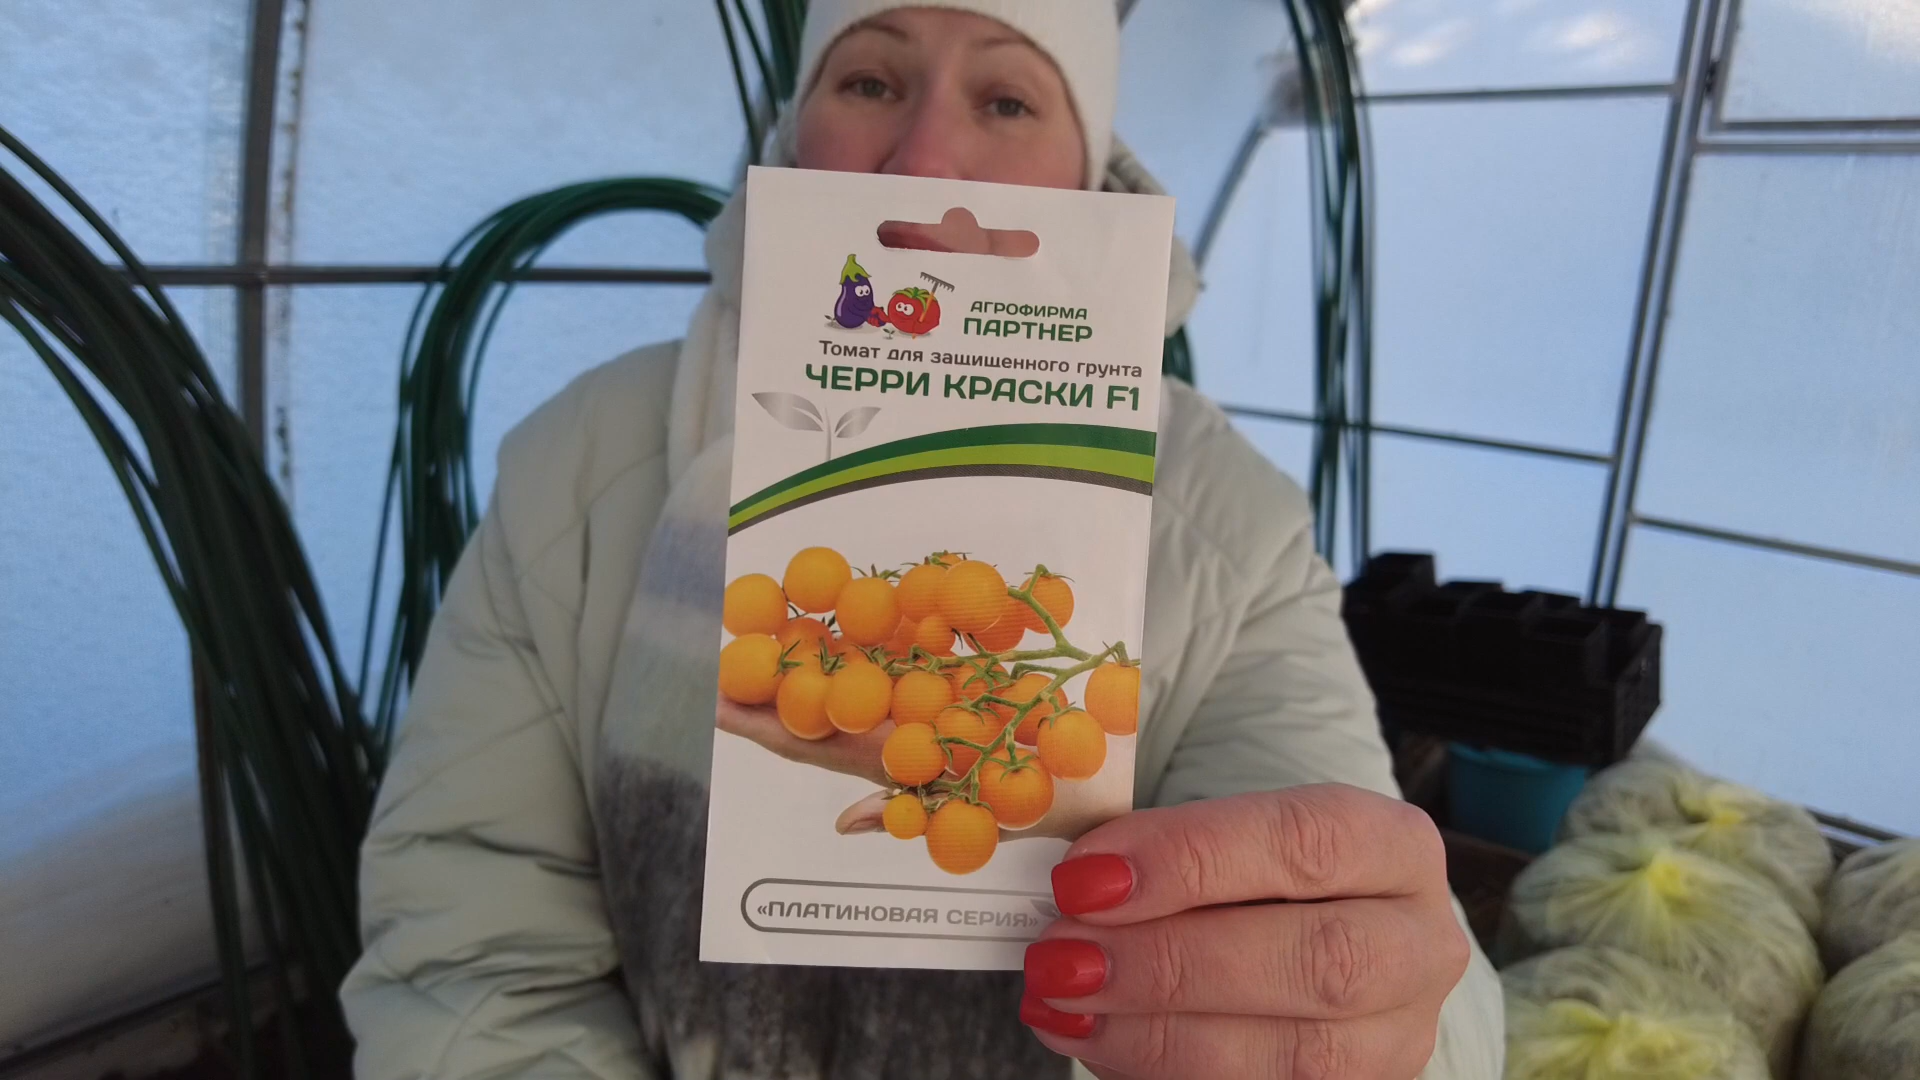 АГРОФИРМА
ПАРТНЕР
Томат для защищенного грунта
ЧЕРРИ КРАСКИ F1
«ПЛАТИНОВАЯ СЕРИЯ»